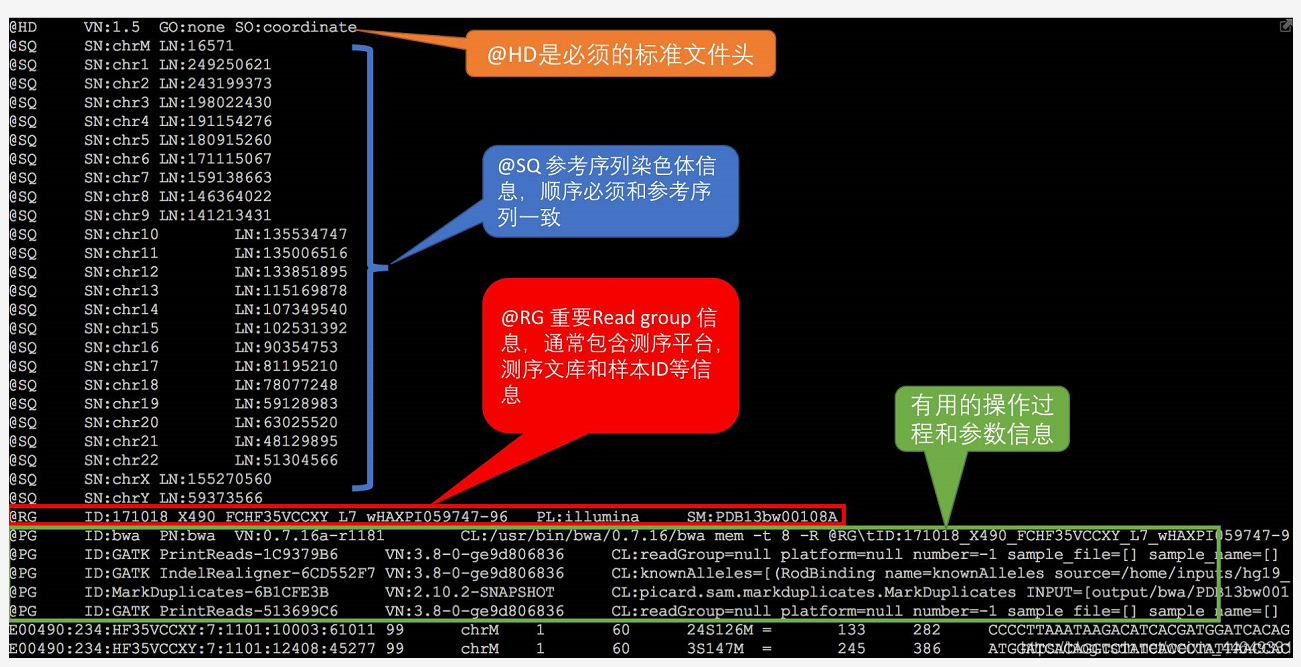 @HD VN:1.5 GO:none SO:coordinate
@SQ SN:chrM LN:16571
@SQ SN:chr1 LN:249250621
@SQ SN:chr2 LN:243199373
@SQ SN:chr3 LN:198022430
@SQ SN:chr4 LN:191154276
@SQ SN:chr5 LN:180915260
@SQ SN:chr6 LN:171115067
@SQ SN:chr7 LN:159138663
@SQ SN:chr8 LN:146364022
@SQ SN:chr9 LN:141213431
@SQ SN:chr10 LN:135534747
@SQ SN:chr11 LN:135006516
@SQ SN:chr12 LN:133851895
@SQ SN:chr13 LN:115169878
@SQ SN:chr14 LN:107349540
@SQ SN:chr15 LN:102531392
@SQ SN:chr16 LN:90354753
@SQ SN:chr17 LN:81195210
@SQ SN:chr18 LN:78077248
@SQ SN:chr19 LN:59128983
@SQ SN:chr20 LN:63025520
@SQ SN:chr21 LN:48129895
@SQ SN:chr22 LN:51304566
@SQ SN:chrX LN:155270560
@SQ SN:chrY LN:59373566
@RG ID:171018_X490_FCHF35VCCXY_L7_wHAXPI059747-96 PL:illumina SM:PDB13bw00108A
@PG ID:bwa PN:bwa VN:0.7.16a-r1181 CL:/usr/bin/bwa/0.7.16/bwa mem -t 8 -R @RG\tID:171018_X490_FCHF35VCCXY_L7_wHAXPI059747-9
@PG ID:GATK PrintReads-1C9379B6 VN:3.8-0-ge9d806836 CL:readGroup=null platform=null number=-1 sample_file=[] sample_name=[]
@PG ID:GATK IndelRealigner-6CD552F7 VN:3.8-0-ge9d806836 CL:knownAlleles=[(RodBinding name=knownAlleles source=/home/inputs/hg19_
@PG ID:MarkDuplicates-6B1CFE3B VN:2.10.2-SNAPSHOT CL:picard.sam.markduplicates.MarkDuplicates INPUT=[output/bwa/PDB13bw001
@PG ID:GATK PrintReads-513699C6 VN:3.8-0-ge9d806836 CL:readGroup=null platform=null number=-1 sample_file=[] sample_name=[]
E00490:234:HF35VCCXY:7:1101:10003:61011 99 chrM 1 60 24S126M = 133 282 CCCCTTAAATAAGACATCACGATGGATCACAG
E00490:234:HF35VCCXY:7:1101:12408:45277 99 chrM 1 60 3S147M = 245 386
@HD是必须的标准文件头
@SQ 参考序列染色体信
息，顺序必须和参考序
列一致
@RG 重要Read group 信
息，通常包含测序平台，
测序文库和样本ID等信
息
有用的操作过
程和参数信息